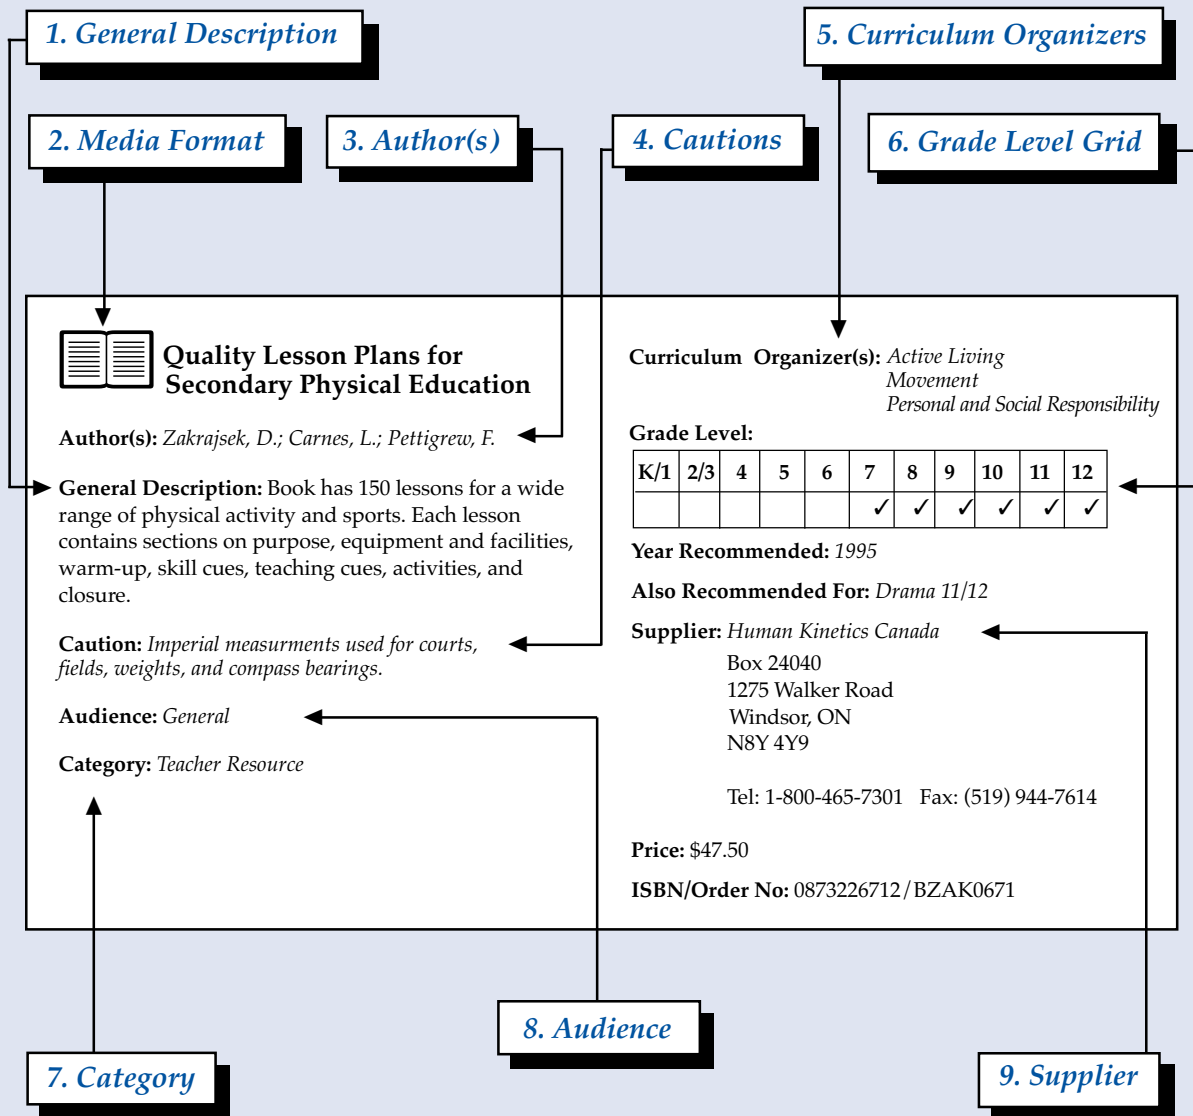 1. General Description
5. Curriculum Organizers
2. Media Format
3. Author(s)
4. Cautions
6. Grade Level Grid
Quality Lesson Plans for
Secondary Physical Education
Author(s): Zakrajsek, D.; Carnes, L.; Pettigrew, F.
General Description: Book has 150 lessons for a wide
range of physical activity and sports. Each lesson
contains sections on purpose, equipment and facilities,
warm-up, skill cues, teaching cues, activities, and
closure.
Caution: Imperial measurments used for courts,
fields, weights, and compass bearings.
Audience: General
Category: Teacher Resource
Curriculum Organizer(s): Active Living
Movement
Personal and Social Responsibility
Grade Level:
K/1 2/3 4 5 6 7 8 9 10 11 12
✓ ✓ ✓ ✓ ✓ ✓
Year Recommended: 1995
Also Recommended For: Drama 11/12
Supplier: Human Kinetics Canada
Box 24040
1275 Walker Road
Windsor, ON
N8Y 4Y9
Tel: 1-800-465-7301 Fax: (519) 944-7614
Price: $47.50
ISBN/Order No: 0873226712/BZAK0671
8. Audience
7. Category
9. Supplier